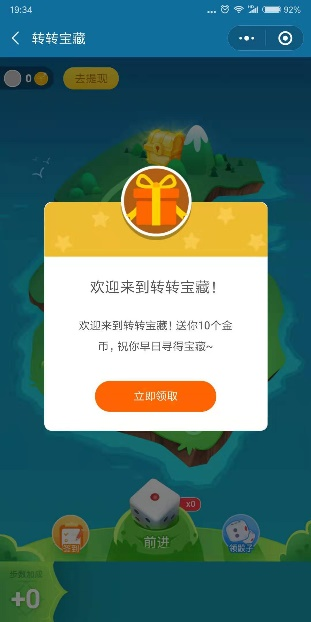 19:34
92%
转转宝藏
0
去提现
欢迎来到转转宝藏！
欢迎来到转转宝藏！送你10个金
币，祝你早日寻得宝藏~
立即领取
x0
签到
前进
领骰子
+0